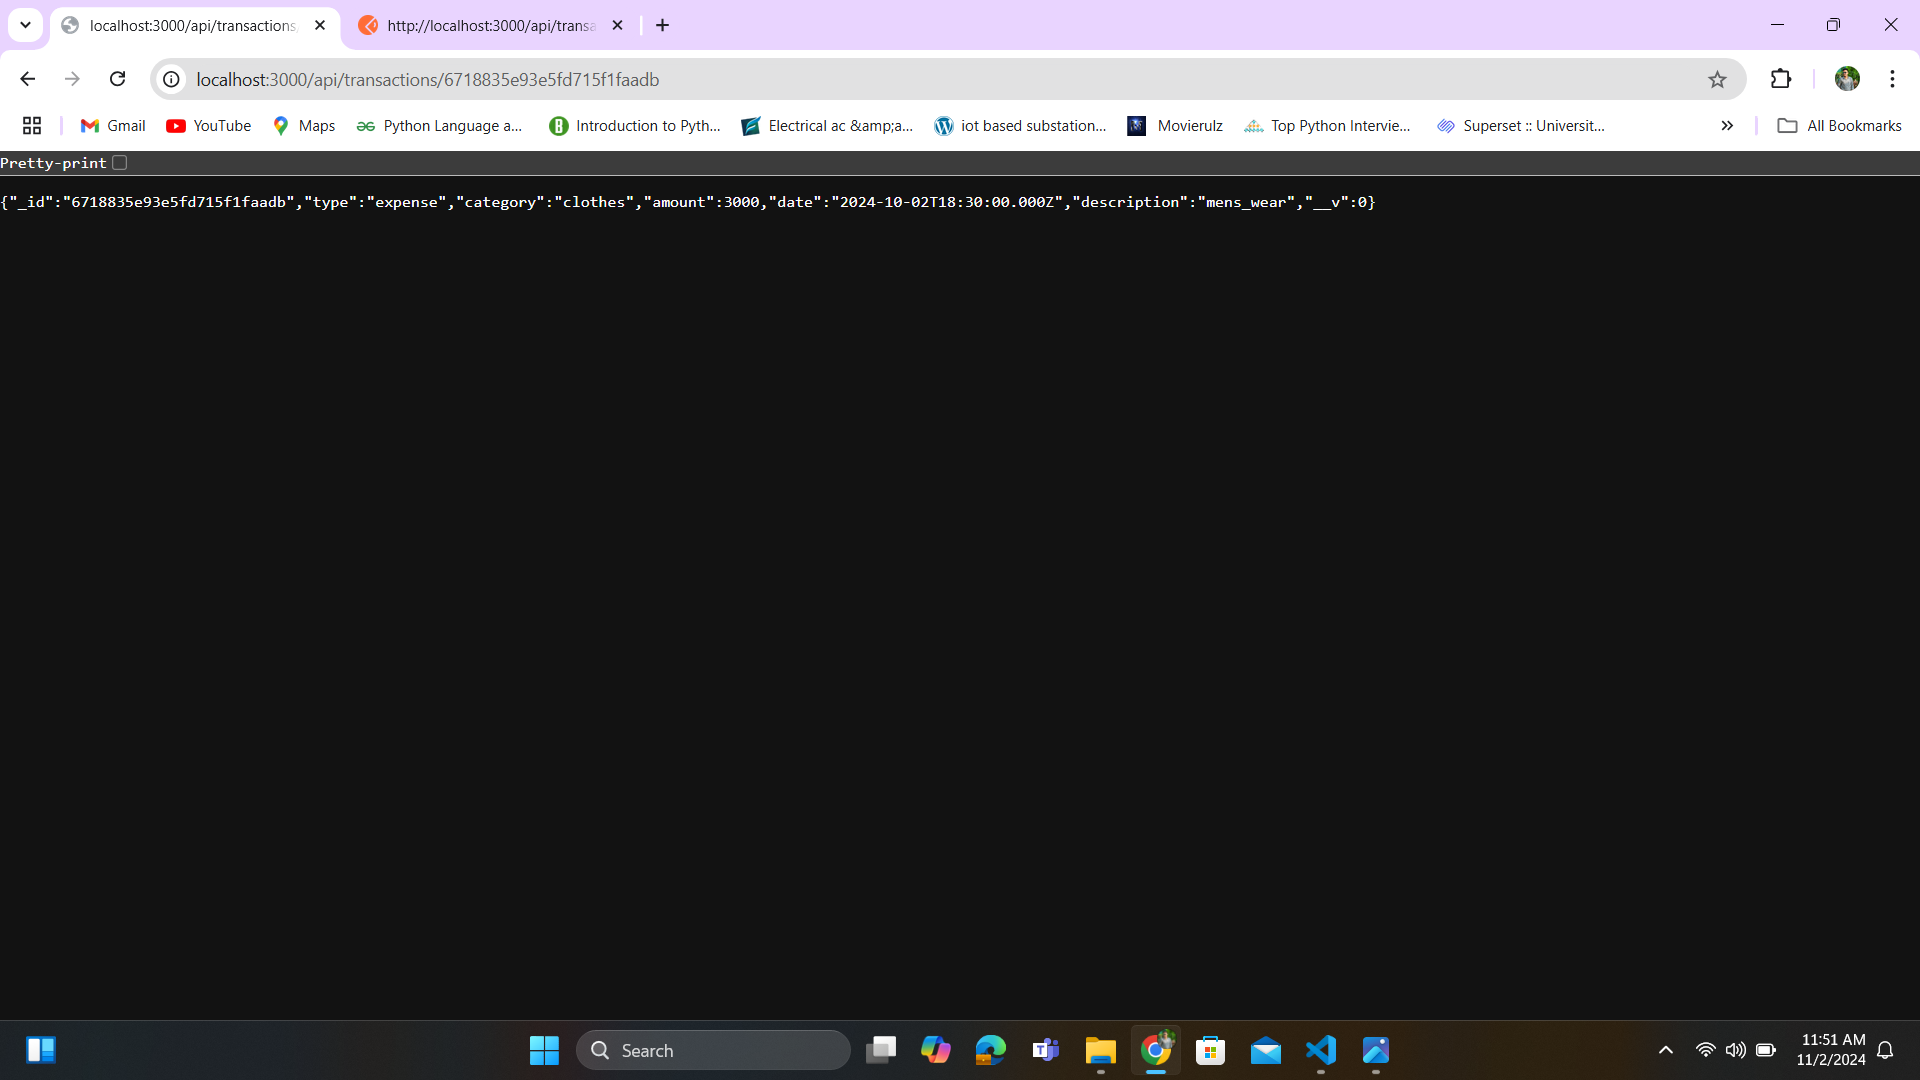 localhost:3000/api/transactions/
http://localhost:3000/api/transa
localhost:3000/api/transactions/6718835e93e5fd715f1faadb
Gmail YouTube Maps Python Language a... Introduction to Pyth... Electrical ac &amp;a... iot based substation... Movierulz Top Python Intervie... Superset :: Universit... All Bookmarks
Pretty-print
{"_id":"6718835e93e5fd715f1faadb","type":"expense","category":"clothes","amount":3000,"date":"2024-10-02T18:30:00.000Z","description":"mens_wear","__v":0}
Search
11:51 AM
11/2/2024